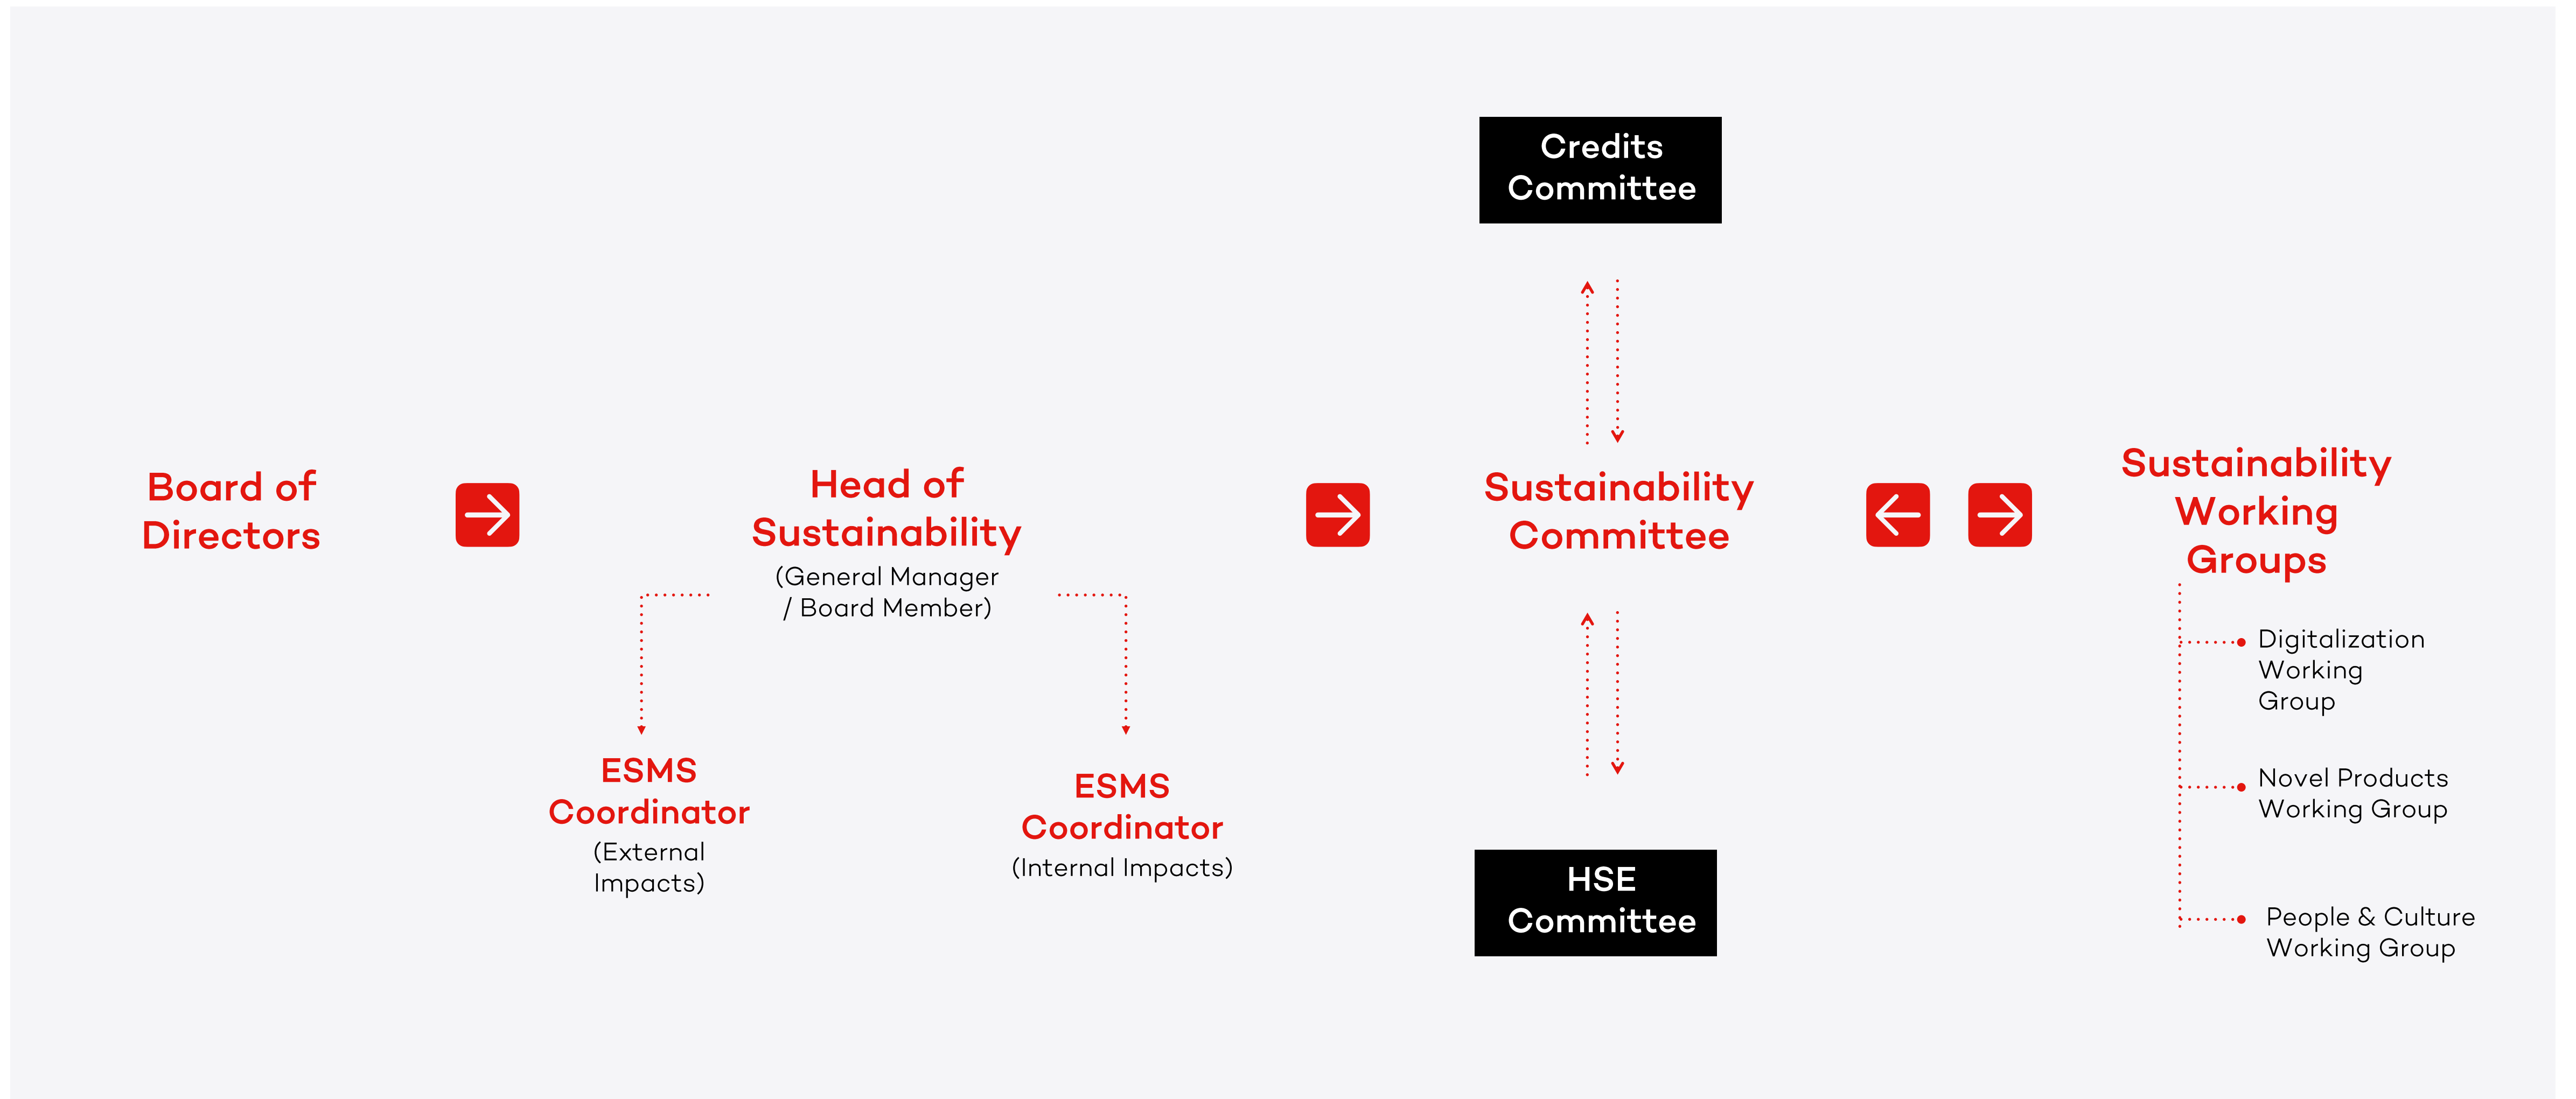 Board of
Directors
Head of
Sustainability
(General Manager
/ Board Member)
ESMS
Coordinator
(External
Impacts)
ESMS
Coordinator
(Internal Impacts)
Credits
Committee
Sustainability
Committee
HSE
Committee
Sustainability
Working
Groups
Digitalization
Working
Group
Novel Products
Working Group
People & Culture
Working Group